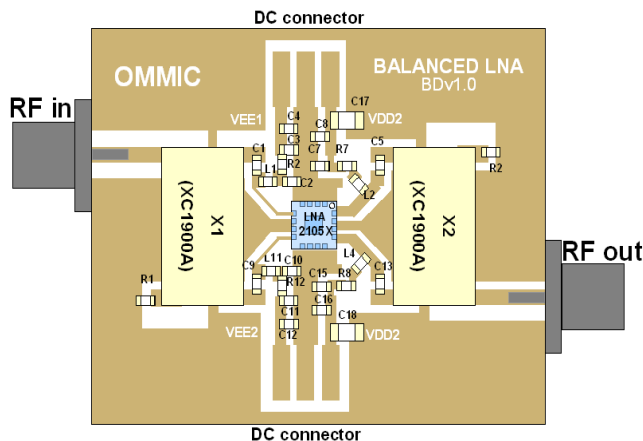 DC connector
OMMIC
BALANCED LNA
BDv1.0
RF in
VEE1
C4
C8
C17
VDD2
C3
C1
C7
R7
C5
R2
R2
L1
C2
L2
X1
(XC1900A)
LNA
2105X
X2
(XC1900A)
RF out
L11
C10
L4
C9
R12
C15
R8
C13
R1
C16
C11
C18
VEE2
C12
VDD2
DC connector